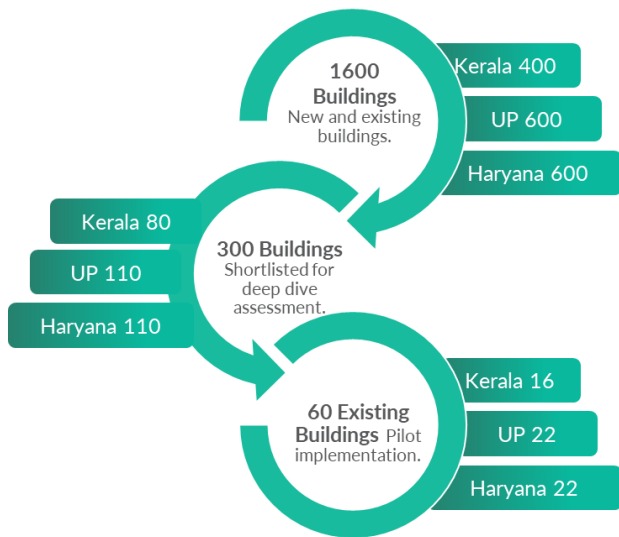 1600
Buildings
New and existing
buildings.
Kerala 400
UP 600
Haryana 600
Kerala 80
UP 110
Haryana 110
300 Buildings
Shortlisted for
deep dive
assessment.
60 Existing
Buildings Pilot
implementation.
Kerala 16
UP 22
Haryana 22